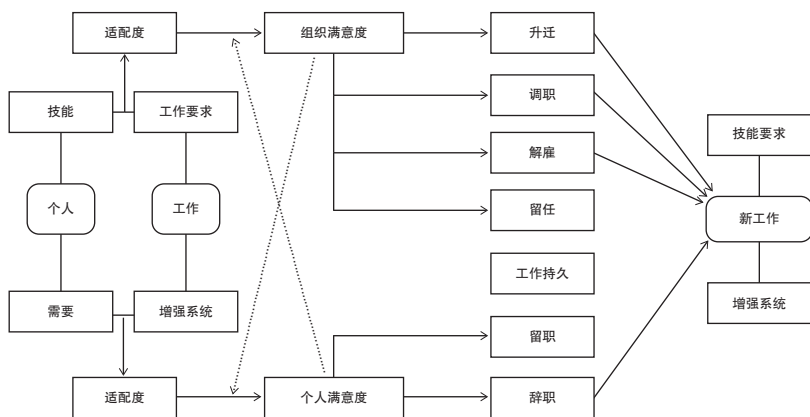 适配度
组织满意度
升迁
调职
技能
工作要求
技能要求
解雇
个人
工作
留任
新工作
工作持久
需要
增强系统
增强系统
留职
适配度
个人满意度
辞职